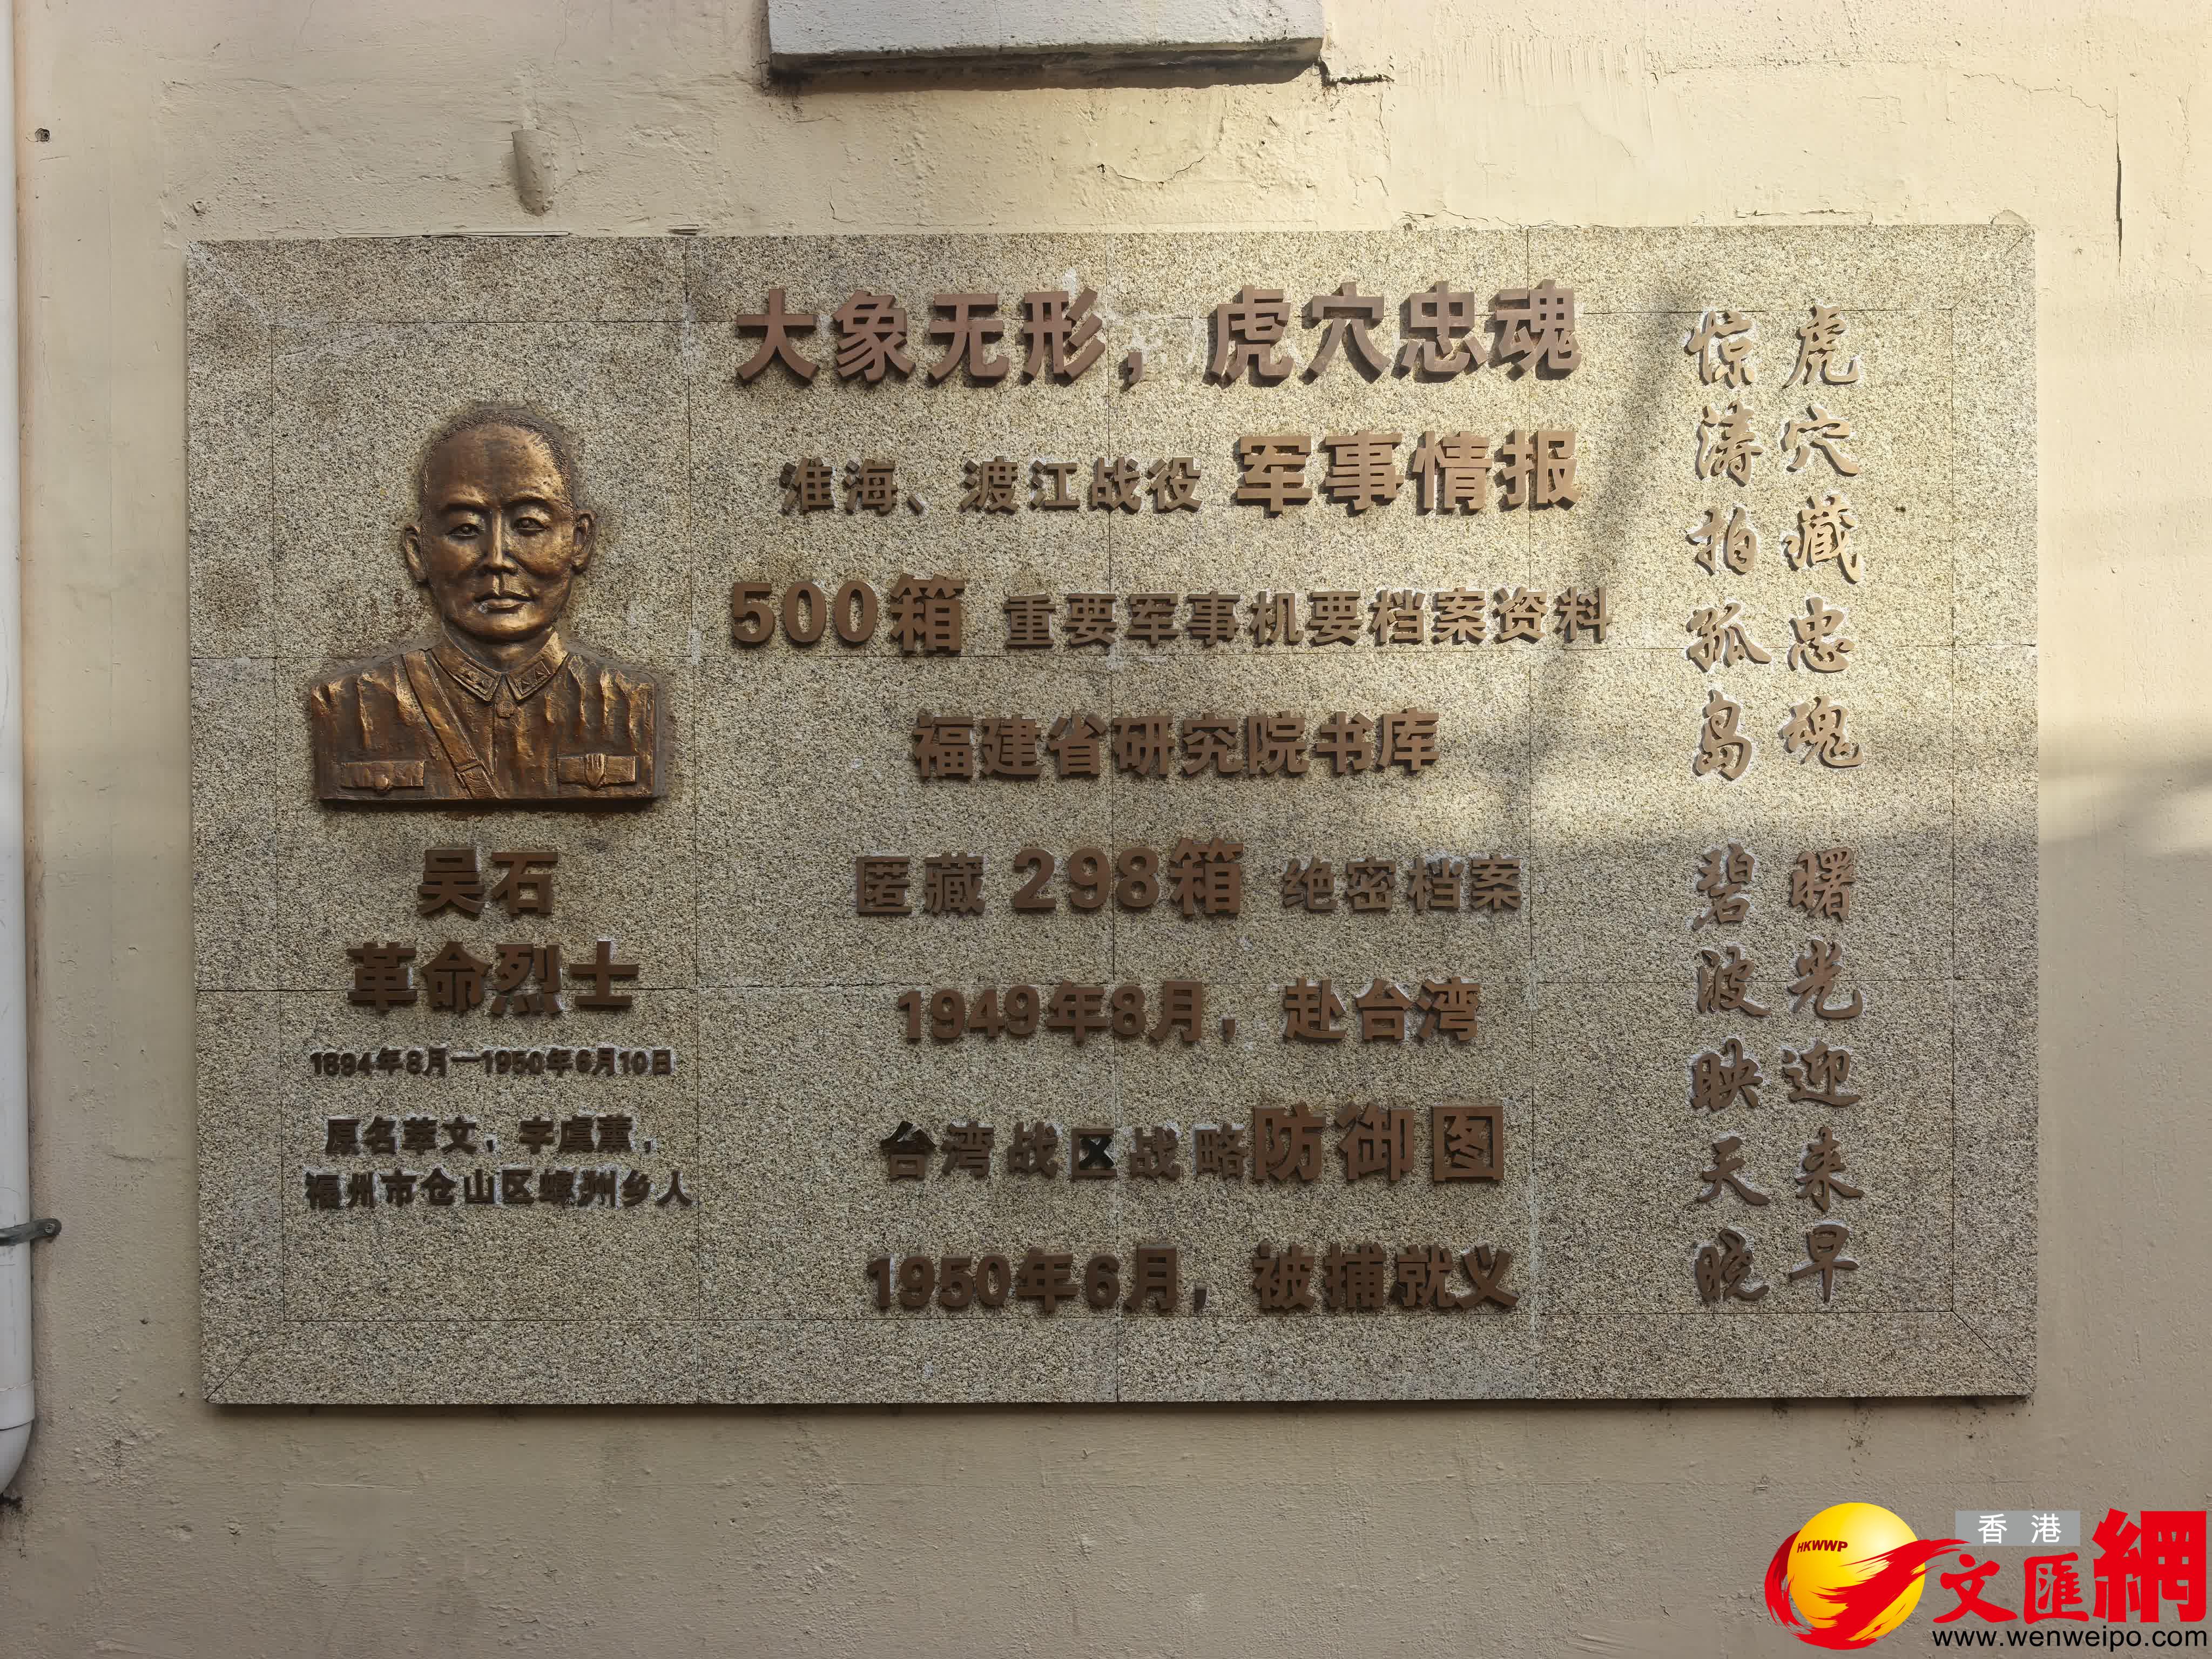 大象无形，虎穴忠魂
淮海、渡江战役 军事情报
500箱 重要军事机要档案资料
福建省研究院书库
匿藏 298箱 绝密档案
1949年8月，赴台湾
台湾战区战略防御图
1950年6月，被捕就义
吴石
革命烈士
1894年8月—1950年6月10日
原名萃文，字虞薰，
福州市仓山区螺洲乡人
虎穴藏忠魂 曙光迎来早
惊涛拍孤岛 碧波映天晓
HKWWP
香港
文匯網
www.wenweipo.com